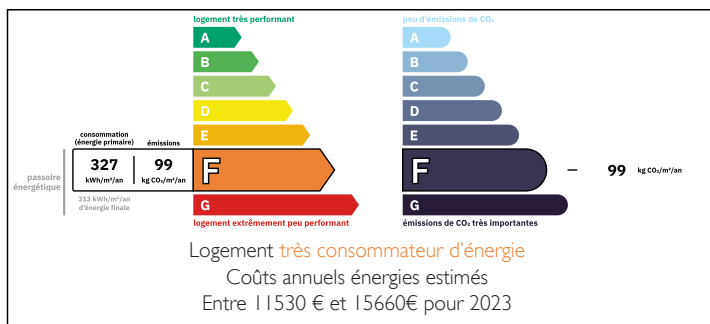 logement très performant
A
B
C
D
E
consommation
(énergie primaire)
émissions
327
kWh/m²/an
99
kg CO₂/m²/an
F
passoire
énergétique
313 kWh/m²/an
d'énergie finale
G
logement extrêmement peu performant
peu d'émissions de CO₂
A
B
C
D
E
F
99 kg CO₂/m²/an
G
émissions de CO₂ très importantes
Logement très consommateur d'énergie
Coûts annuels énergies estimés
Entre 11530 € et 15660€ pour 2023